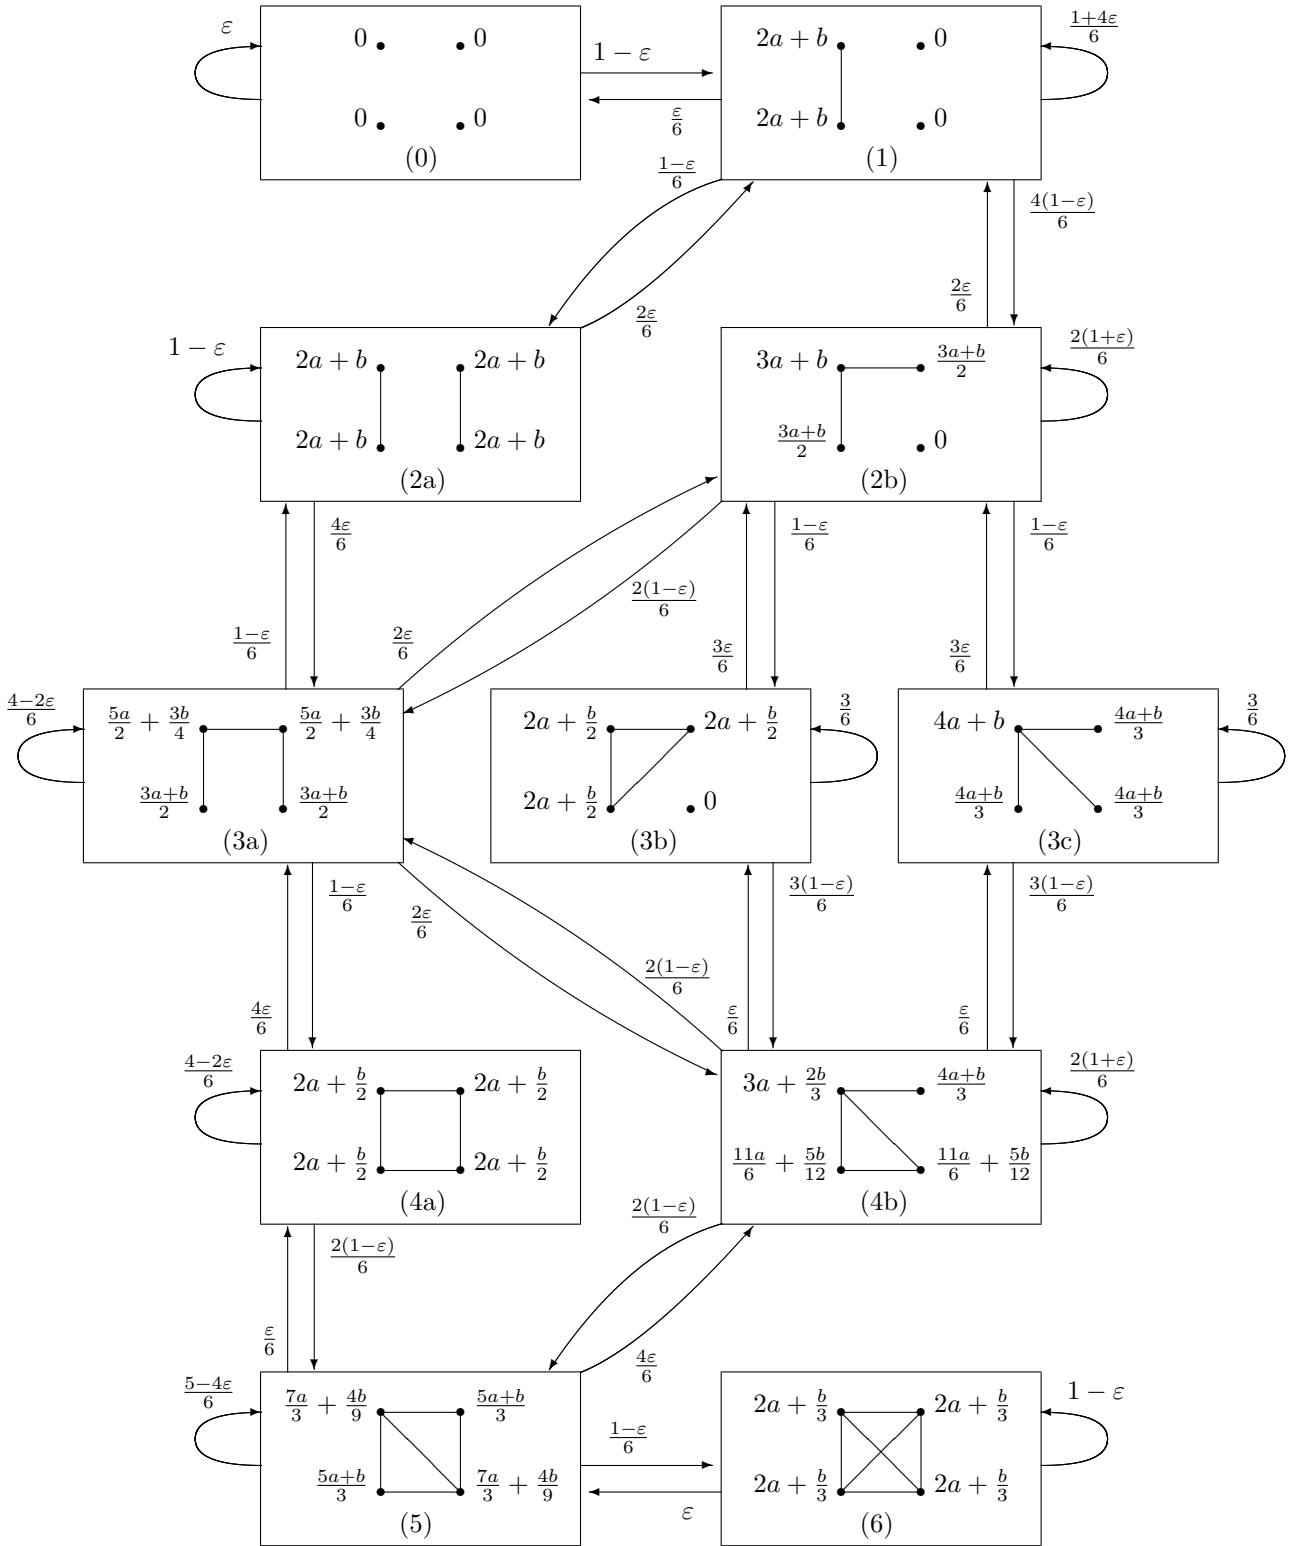 ε
0 0
1 − ε
2a + b 0
(1+4ε)/6
0 0
ε/6
2a + b 0
(0)
(1)
(1−ε)/6
4(1−ε)/6
2ε/6
2ε/6
1 − ε
2a + b 2a + b
3a + b (3a+b)/2
2(1+ε)/6
2a + b 2a + b
(3a+b)/2 0
(2a)
(2b)
4ε/6
1−ε/6
1−ε/6
2(1−ε)/6
(1−ε)/6
2ε/6
3ε/6
3ε/6
(4−2ε)/6
5a/2 + 3b/4 5a/2 + 3b/4
2a + b/2 2a + b/2
3/6
4a + b (4a+b)/3
3/6
(3a+b)/2 (3a+b)/2
2a + b/2 0
(4a+b)/3 (4a+b)/3
(3a)
(3b)
(3c)
(1−ε)/6
2ε/6
3(1−ε)/6
3(1−ε)/6
2(1−ε)/6
4ε/6
ε/6
ε/6
(4−2ε)/6
2a + b/2 2a + b/2
3a + 2b/3 (4a+b)/3
2(1+ε)/6
2a + b/2 2a + b/2
11a/6 + 5b/12 11a/6 + 5b/12
(4a)
(4b)
2(1−ε)/6
2(1−ε)/6
ε/6
4ε/6
(5−4ε)/6
7a/3 + 4b/9 (5a+b)/3
(1−ε)/6
2a + b/3 2a + b/3
1 − ε
(5a+b)/3 7a/3 + 4b/9
ε
2a + b/3 2a + b/3
(5)
(6)